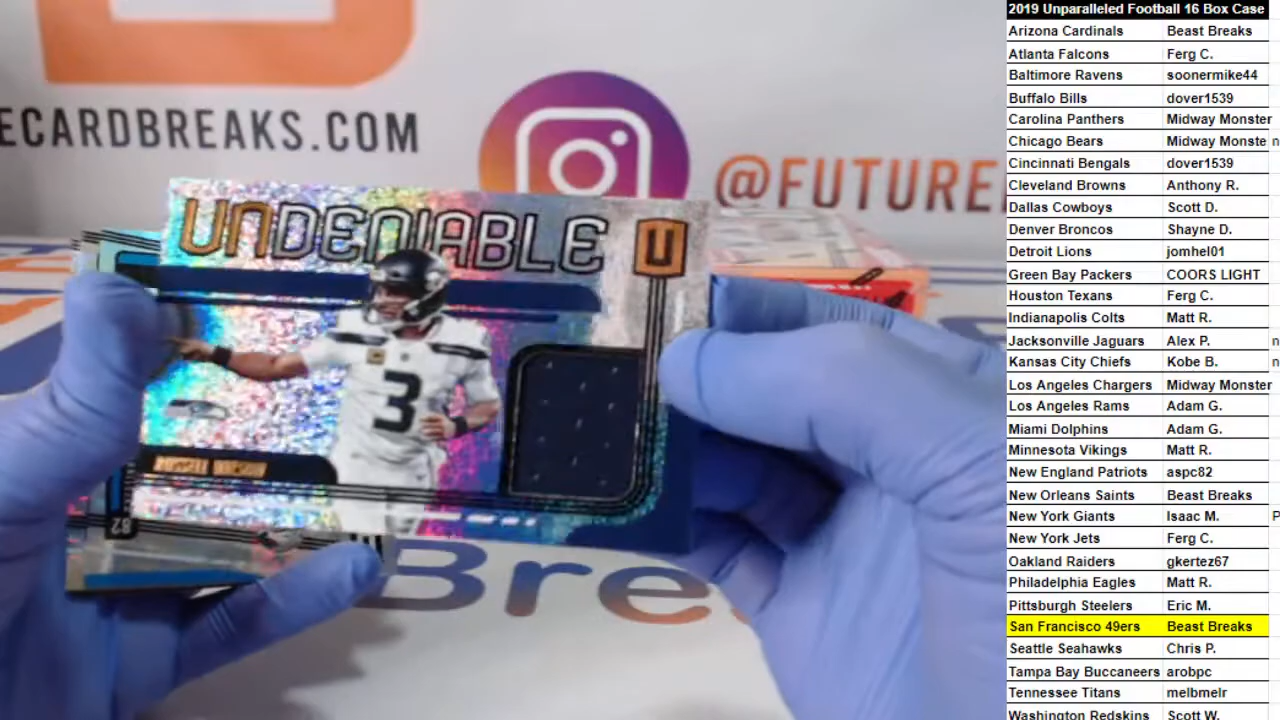 ECARDBREAKS.COM
@FUTURE
UNDENIABLE
U
3
RUSSELL WILSON
82
Bre
2019 Unparalleled Football 16 Box Case
Arizona Cardinals Beast Breaks
Atlanta Falcons Ferg C.
Baltimore Ravens soonermike44
Buffalo Bills dover1539
Carolina Panthers Midway Monster
Chicago Bears Midway Monste n
Cincinnati Bengals dover1539
Cleveland Browns Anthony R.
Dallas Cowboys Scott D.
Denver Broncos Shayne D.
Detroit Lions jomhel01
Green Bay Packers COORS LIGHT
Houston Texans Ferg C.
Indianapolis Colts Matt R.
Jacksonville Jaguars Alex P. n
Kansas City Chiefs Kobe B. n
Los Angeles Chargers Midway Monster
Los Angeles Rams Adam G.
Miami Dolphins Adam G.
Minnesota Vikings Matt R.
New England Patriots aspc82
New Orleans Saints Beast Breaks
New York Giants Isaac M. P
New York Jets Ferg C.
Oakland Raiders gkertez67
Philadelphia Eagles Matt R.
Pittsburgh Steelers Eric M.
San Francisco 49ers Beast Breaks
Seattle Seahawks Chris P.
Tampa Bay Buccaneers arobpc
Tennessee Titans melbmelr
Washington Redskins Scott W.